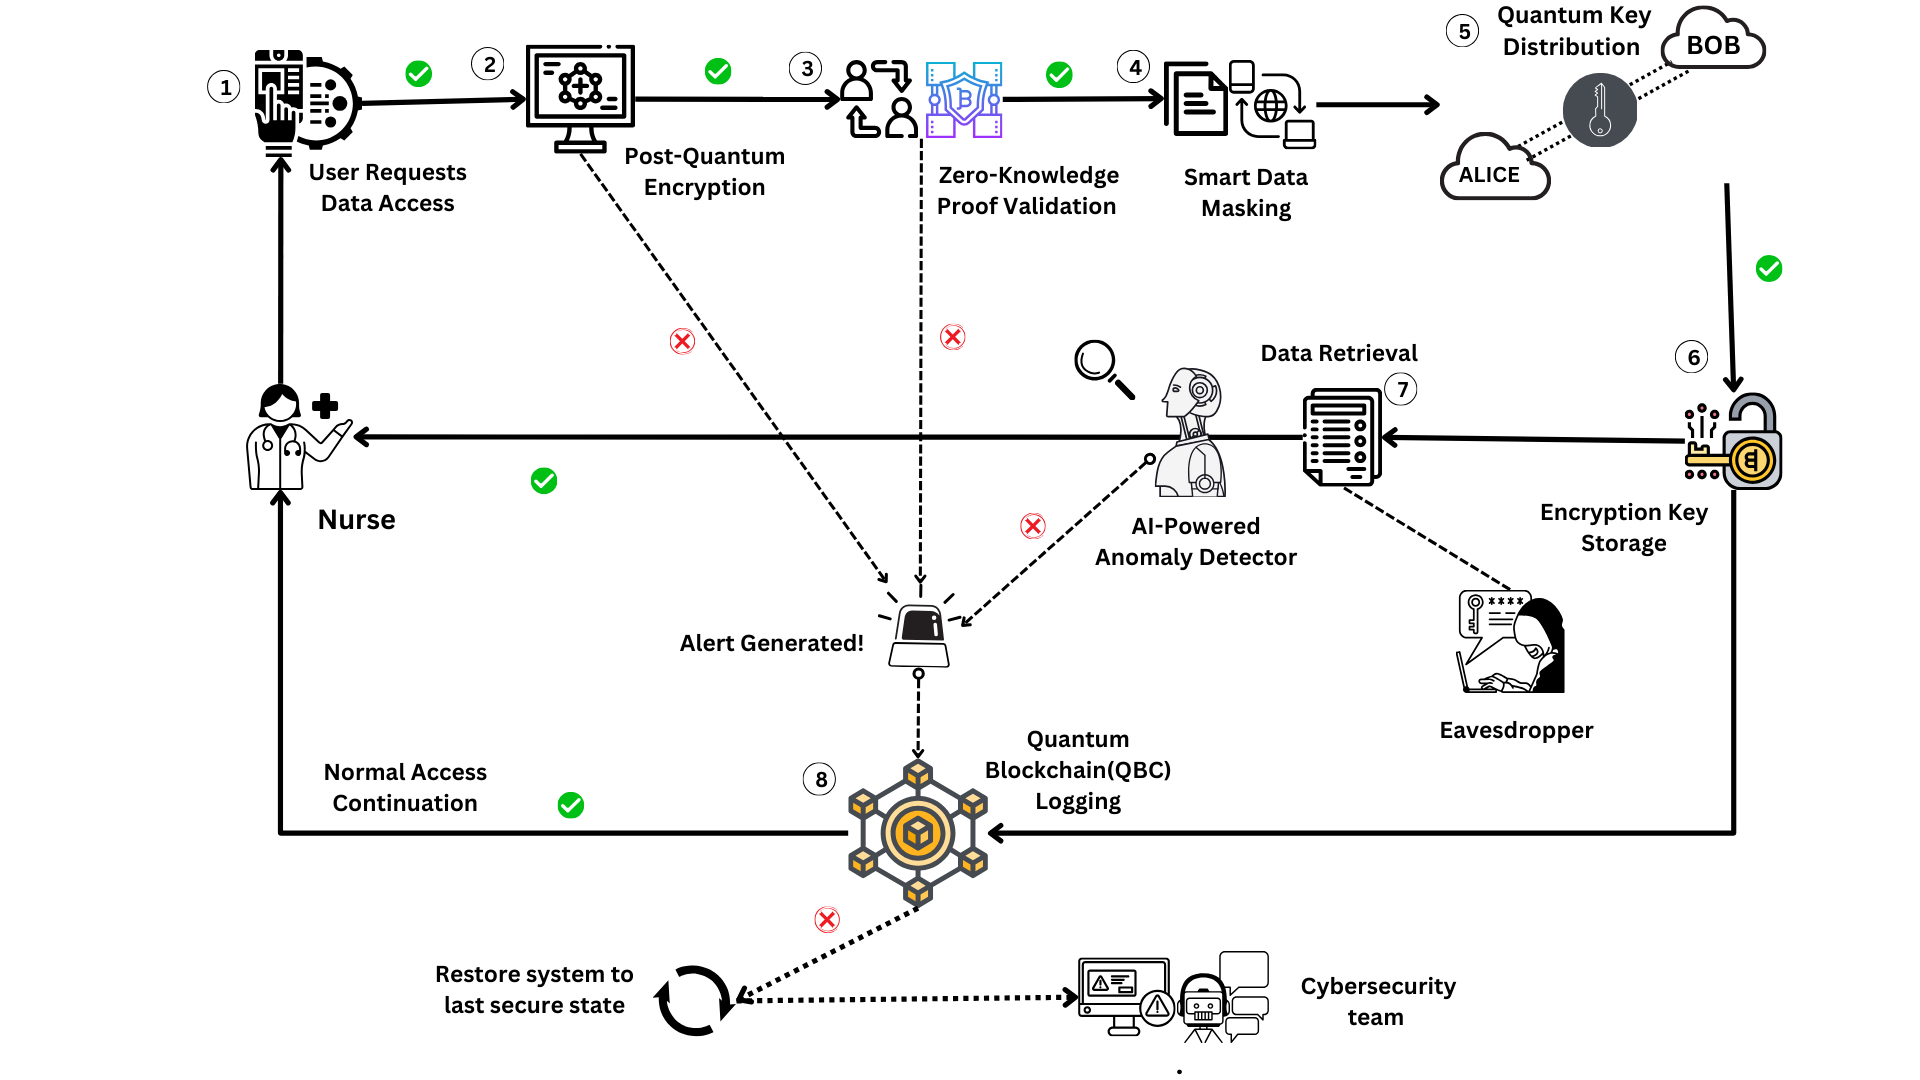 1
User Requests
Data Access
2
Post-Quantum
Encryption
3
Zero-Knowledge
Proof Validation
4
Smart Data
Masking
5
Quantum Key
Distribution
BOB
ALICE
6
Encryption Key
Storage
Data Retrieval
7
AI-Powered
Anomaly Detector
Nurse
Alert Generated!
****
Eavesdropper
Quantum
Blockchain(QBC)
Logging
8
Normal Access
Continuation
Restore system to
last secure state
Cybersecurity
team
.